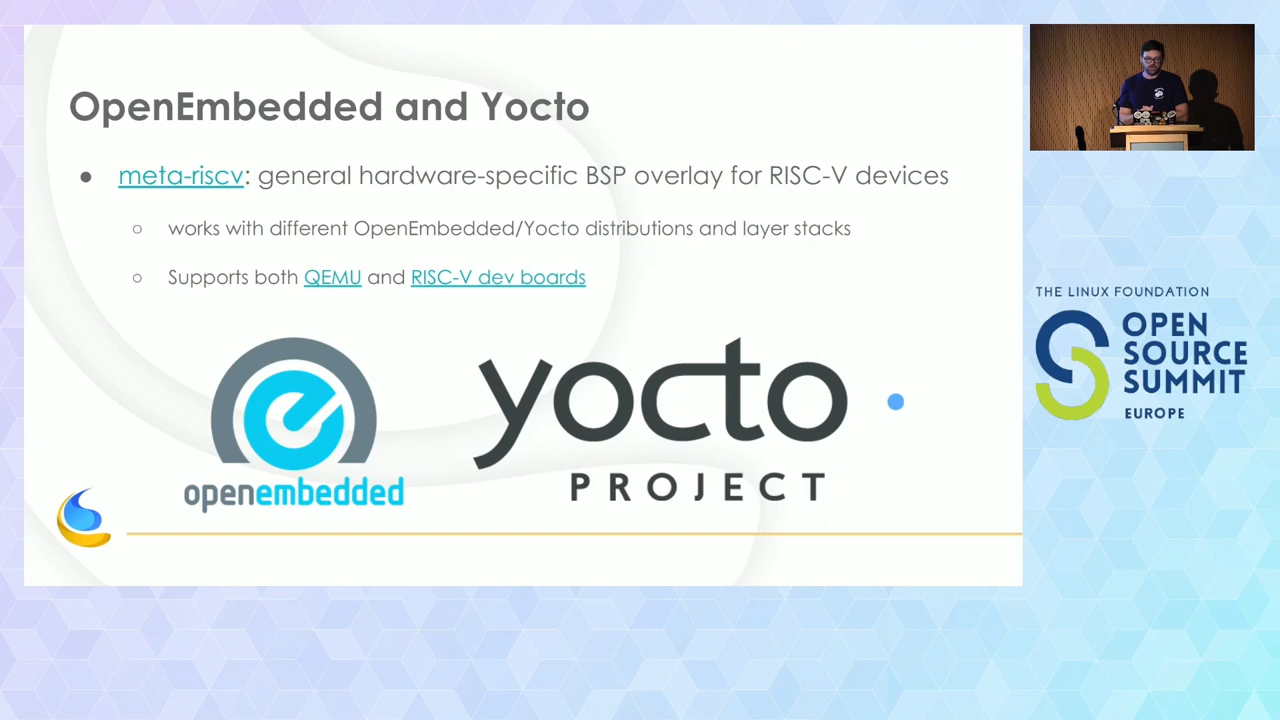 OpenEmbedded and Yocto
● meta-riscv: general hardware-specific BSP overlay for RISC-V devices
○ works with different OpenEmbedded/Yocto distributions and layer stacks
○ Supports both QEMU and RISC-V dev boards
openembedded
yocto
PROJECT
THE LINUX FOUNDATION
OPEN
SOURCE
SUMMIT
EUROPE